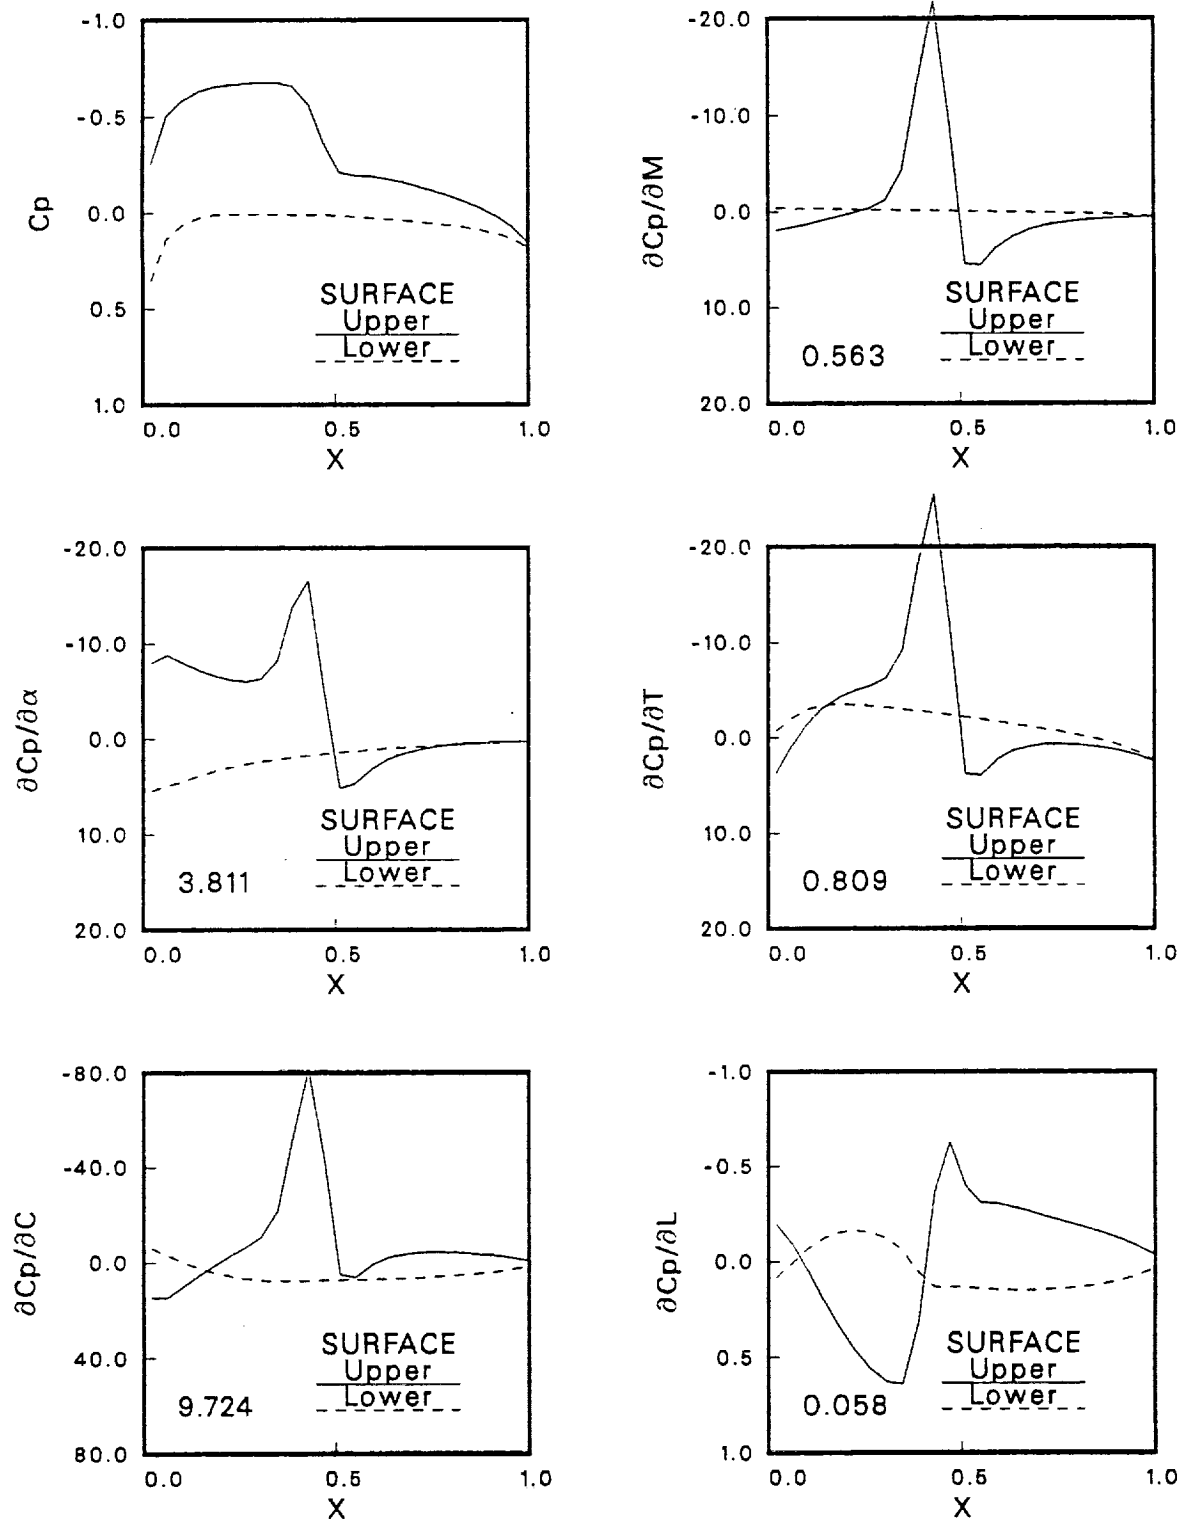 -1.0
-0.5
0.0
0.5
1.0
Cp
SURFACE
Upper
Lower
0.0 0.5 1.0
X
-20.0
-10.0
0.0
10.0
20.0
∂Cp/∂M
SURFACE
Upper
Lower
0.563
0.0 0.5 1.0
X
-20.0
-10.0
0.0
10.0
20.0
∂Cp/∂α
SURFACE
Upper
Lower
3.811
0.0 0.5 1.0
X
-20.0
-10.0
0.0
10.0
20.0
∂Cp/∂T
SURFACE
Upper
Lower
0.809
0.0 0.5 1.0
X
-80.0
-40.0
0.0
40.0
80.0
∂Cp/∂C
SURFACE
Upper
Lower
9.724
0.0 0.5 1.0
X
-1.0
-0.5
0.0
0.5
1.0
∂Cp/∂L
SURFACE
Upper
Lower
0.058
0.0 0.5 1.0
X